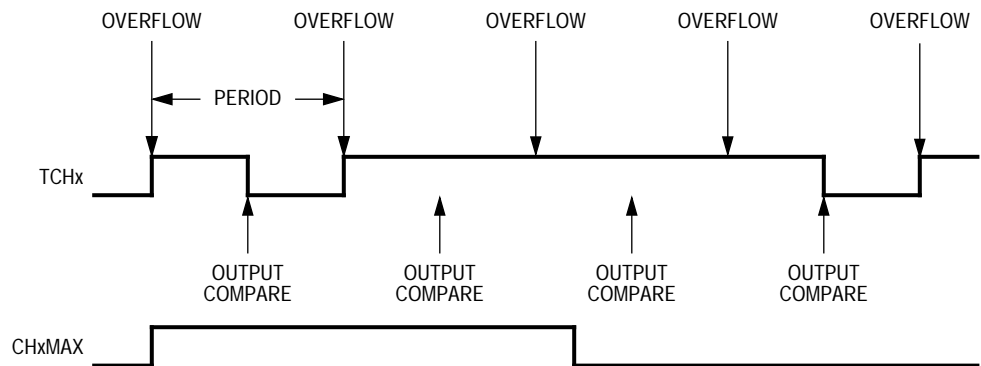 OVERFLOW OVERFLOW OVERFLOW OVERFLOW OVERFLOW
PERIOD
TCHx
OUTPUT OUTPUT OUTPUT OUTPUT
COMPARE COMPARE COMPARE COMPARE
CHxMAX